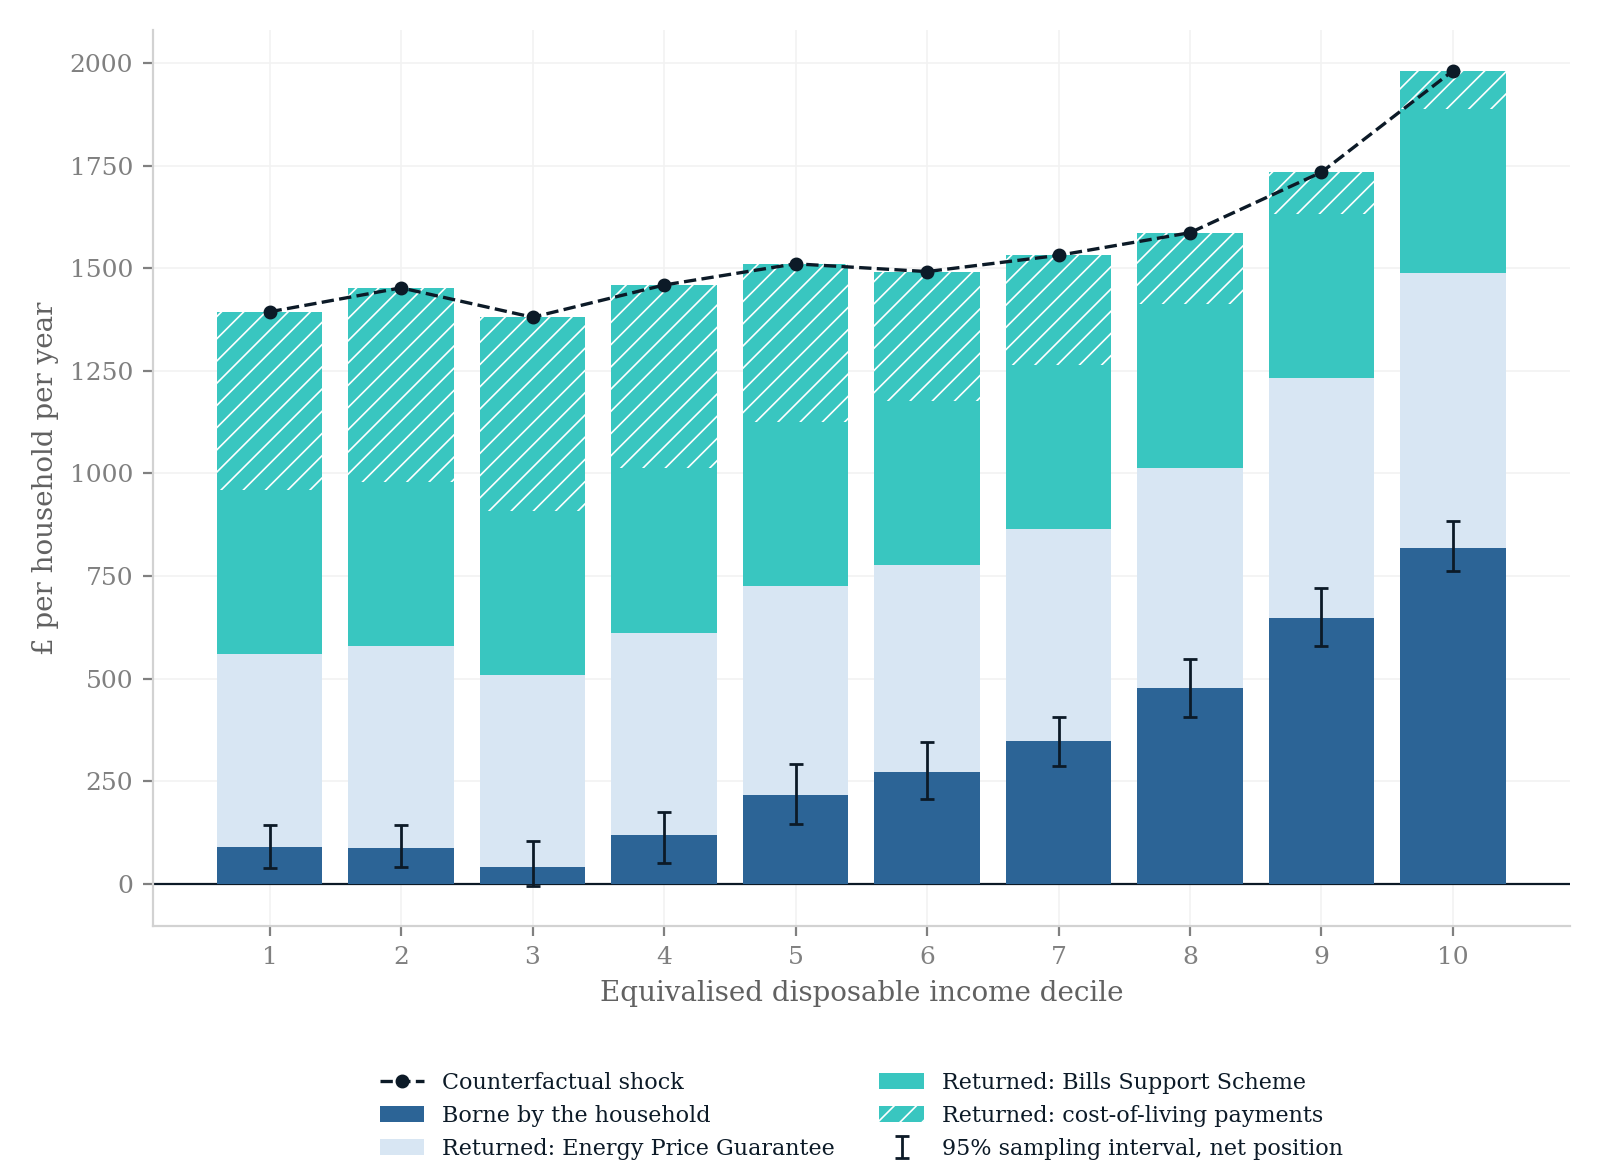 2000
1750
1500
1250
1000
750
500
250
0
£ per household per year
1 2 3 4 5 6 7 8 9 10
Equivalised disposable income decile
Counterfactual shock
Borne by the household
Returned: Energy Price Guarantee
Returned: Bills Support Scheme
Returned: cost-of-living payments
95% sampling interval, net position